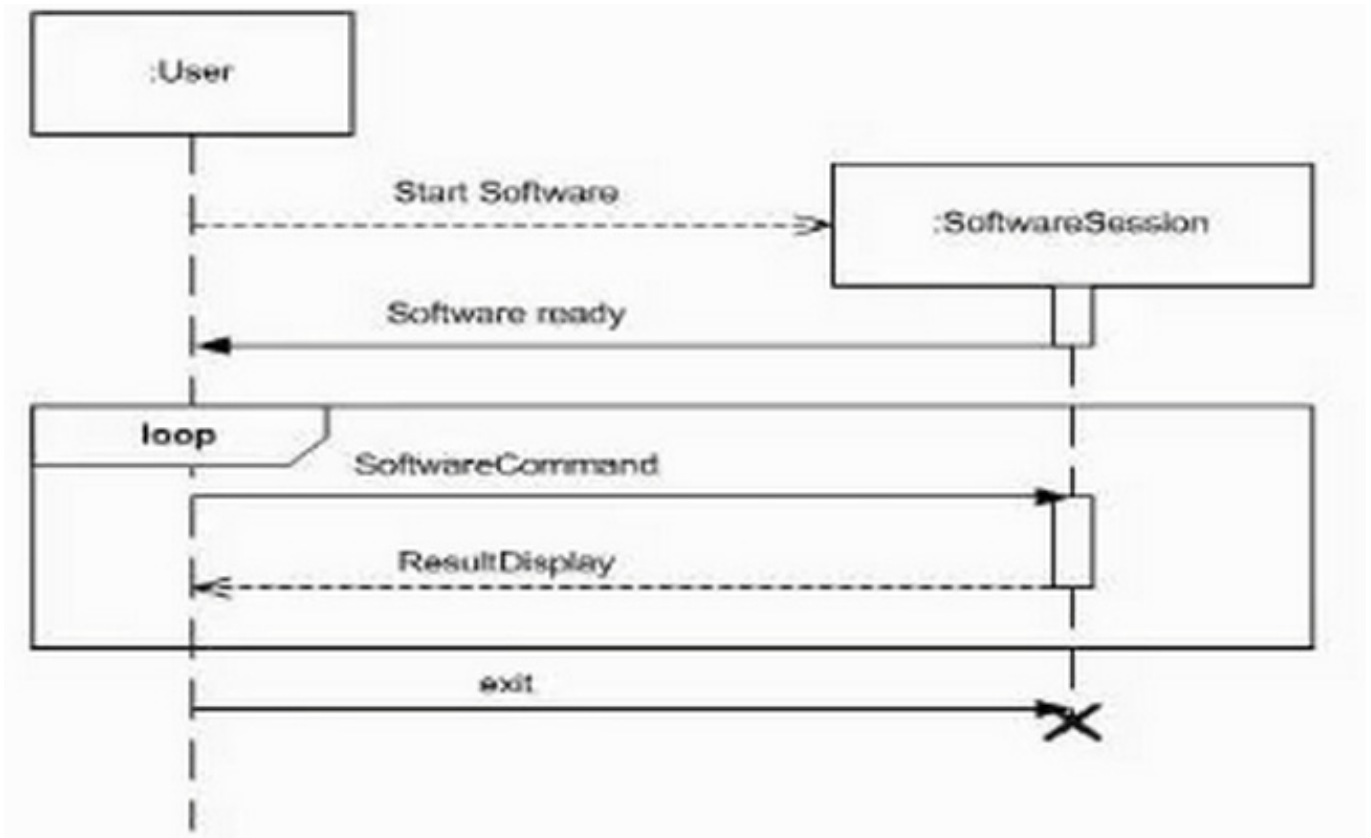 :User
Start Software
:SoftwareSession
Software ready
loop
SoftwareCommand
ResultDisplay
exit